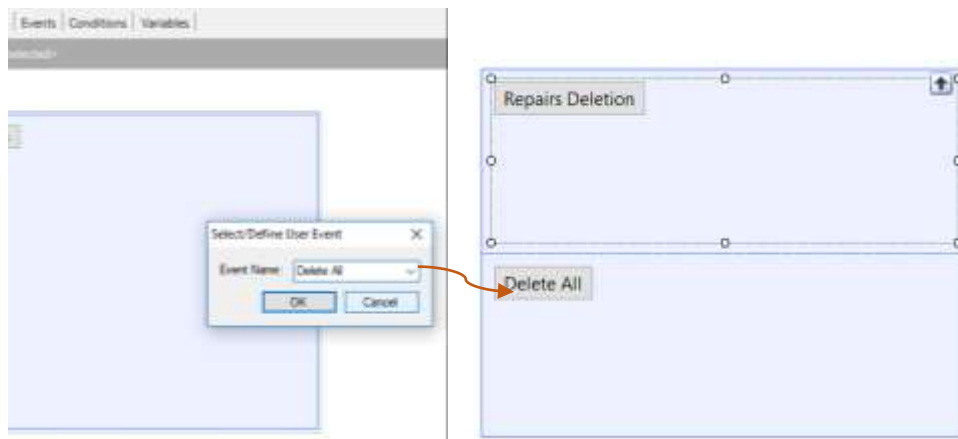 Events Conditions Variables
Repairs Deletion
Select/Define User Event
Event Name: Delete All
OK Cancel
Delete All